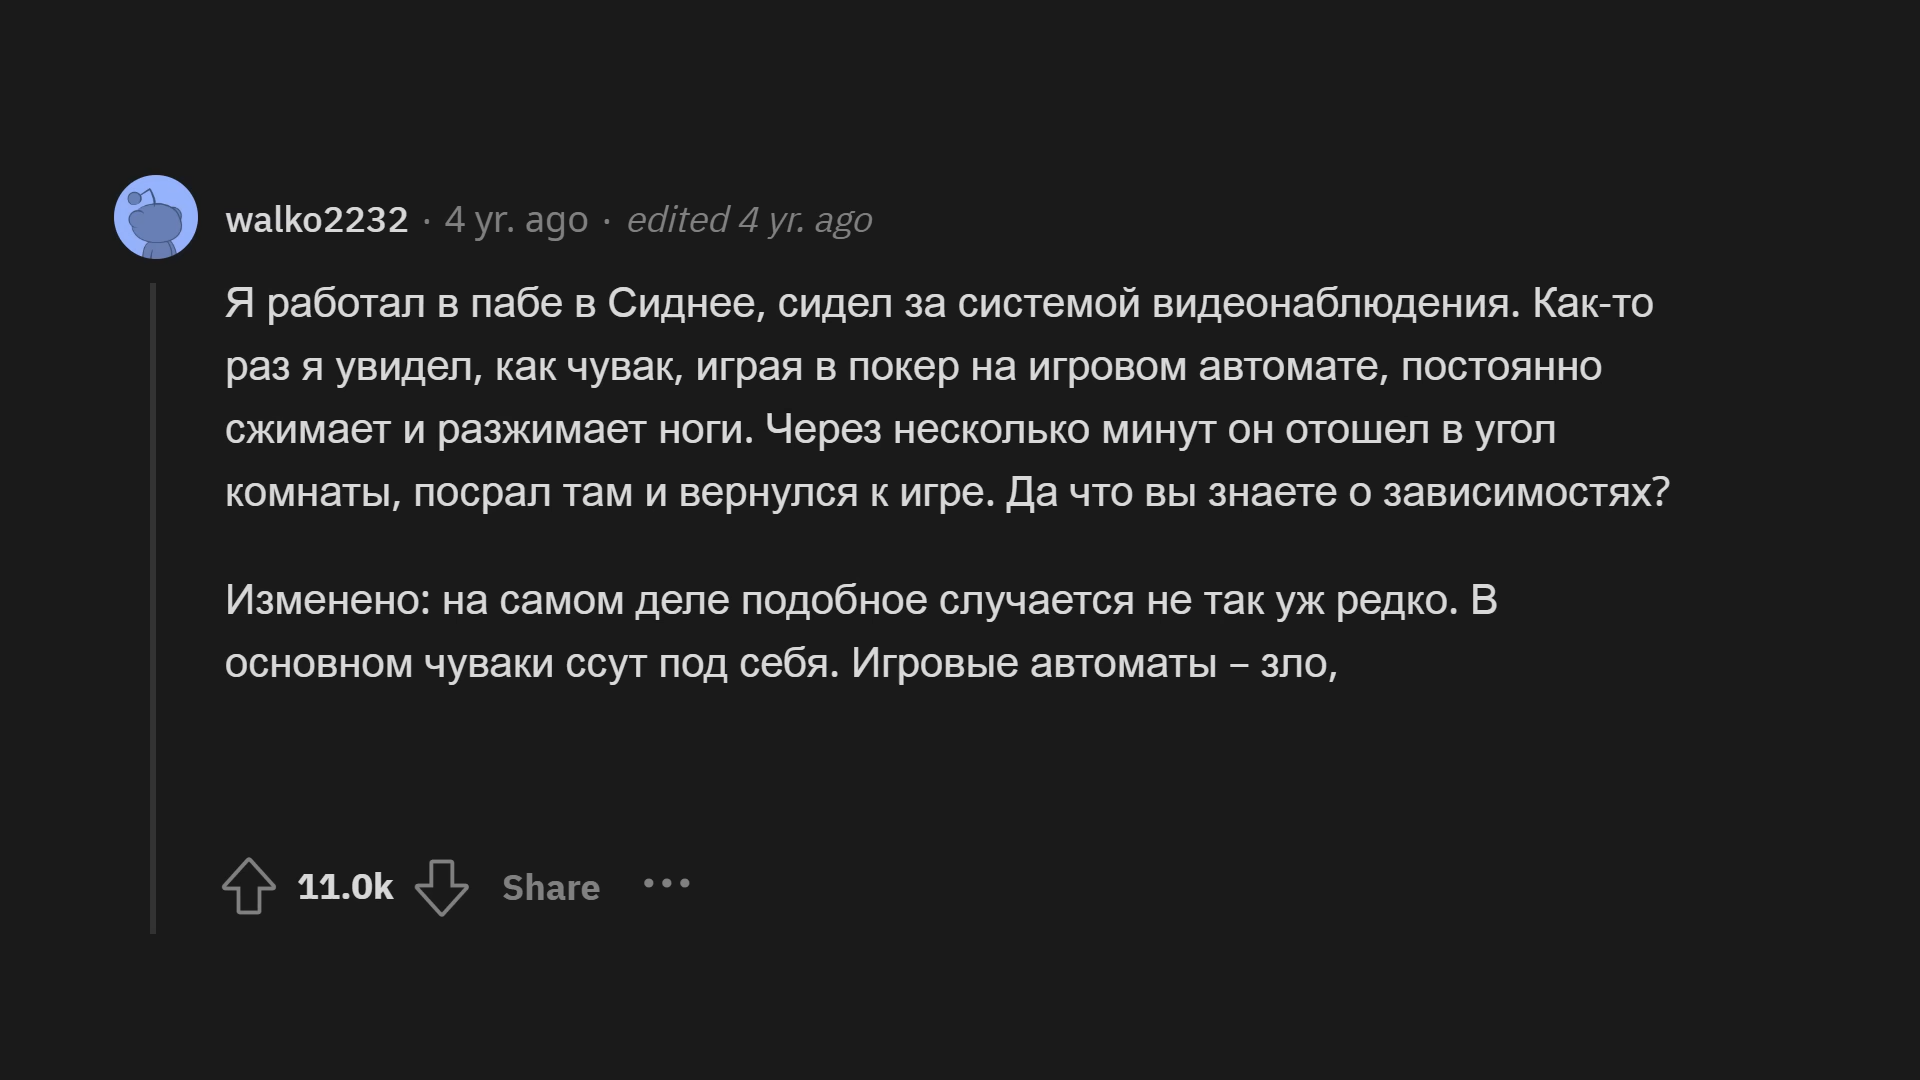 walko2232 · 4 yr. ago · edited 4 yr. ago
Я работал в пабе в Сиднее, сидел за системой видеонаблюдения. Как-то
раз я увидел, как чувак, играя в покер на игровом автомате, постоянно
сжимает и разжимает ноги. Через несколько минут он отошел в угол
комнаты, посрал там и вернулся к игре. Да что вы знаете о зависимостях?
Изменено: на самом деле подобное случается не так уж редко. В
основном чуваки ссут под себя. Игровые автоматы – зло,
11.0k Share ···